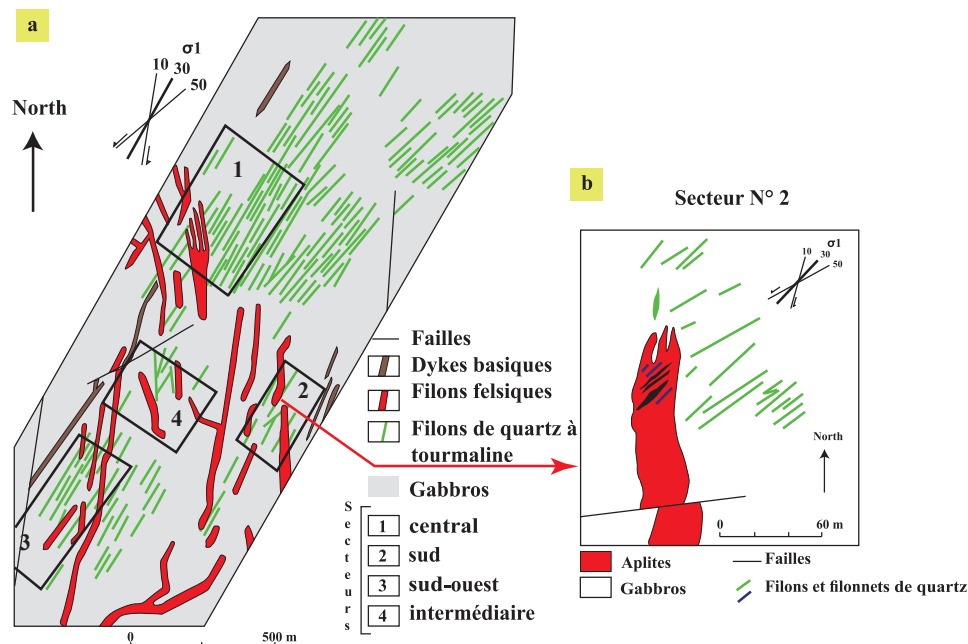 a
σ1
10 30
50
North
1
2
4
3
Failles
Dykes basiques
Filons felsiques
Filons de quartz à
tourmaline
Gabbros
Secteurs
1 central
2 sud
3 sud-ouest
4 intermédiaire
0 500 m
b
Secteur N° 2
σ1
10 30
50
North
0 60 m
Aplites
Failles
Gabbros
Filons et filonnets de quartz